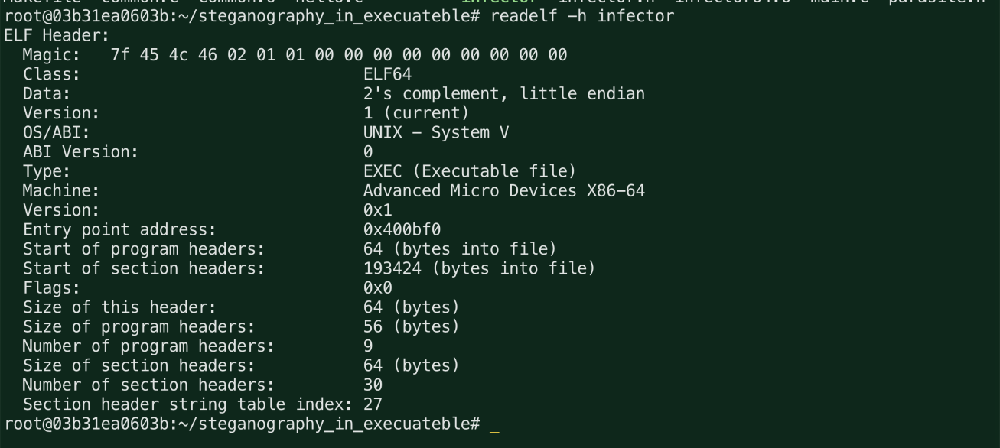 root@03b31ea0603b:~/steganography_in_execuateble# readelf -h infector
ELF Header:
  Magic:   7f 45 4c 46 02 01 01 00 00 00 00 00 00 00 00 00
  Class:                             ELF64
  Data:                              2's complement, little endian
  Version:                           1 (current)
  OS/ABI:                            UNIX - System V
  ABI Version:                       0
  Type:                              EXEC (Executable file)
  Machine:                           Advanced Micro Devices X86-64
  Version:                           0x1
  Entry point address:               0x400bf0
  Start of program headers:          64 (bytes into file)
  Start of section headers:          193424 (bytes into file)
  Flags:                             0x0
  Size of this header:               64 (bytes)
  Size of program headers:           56 (bytes)
  Number of program headers:         9
  Size of section headers:           64 (bytes)
  Number of section headers:         30
  Section header string table index: 27
root@03b31ea0603b:~/steganography_in_execuateble# _